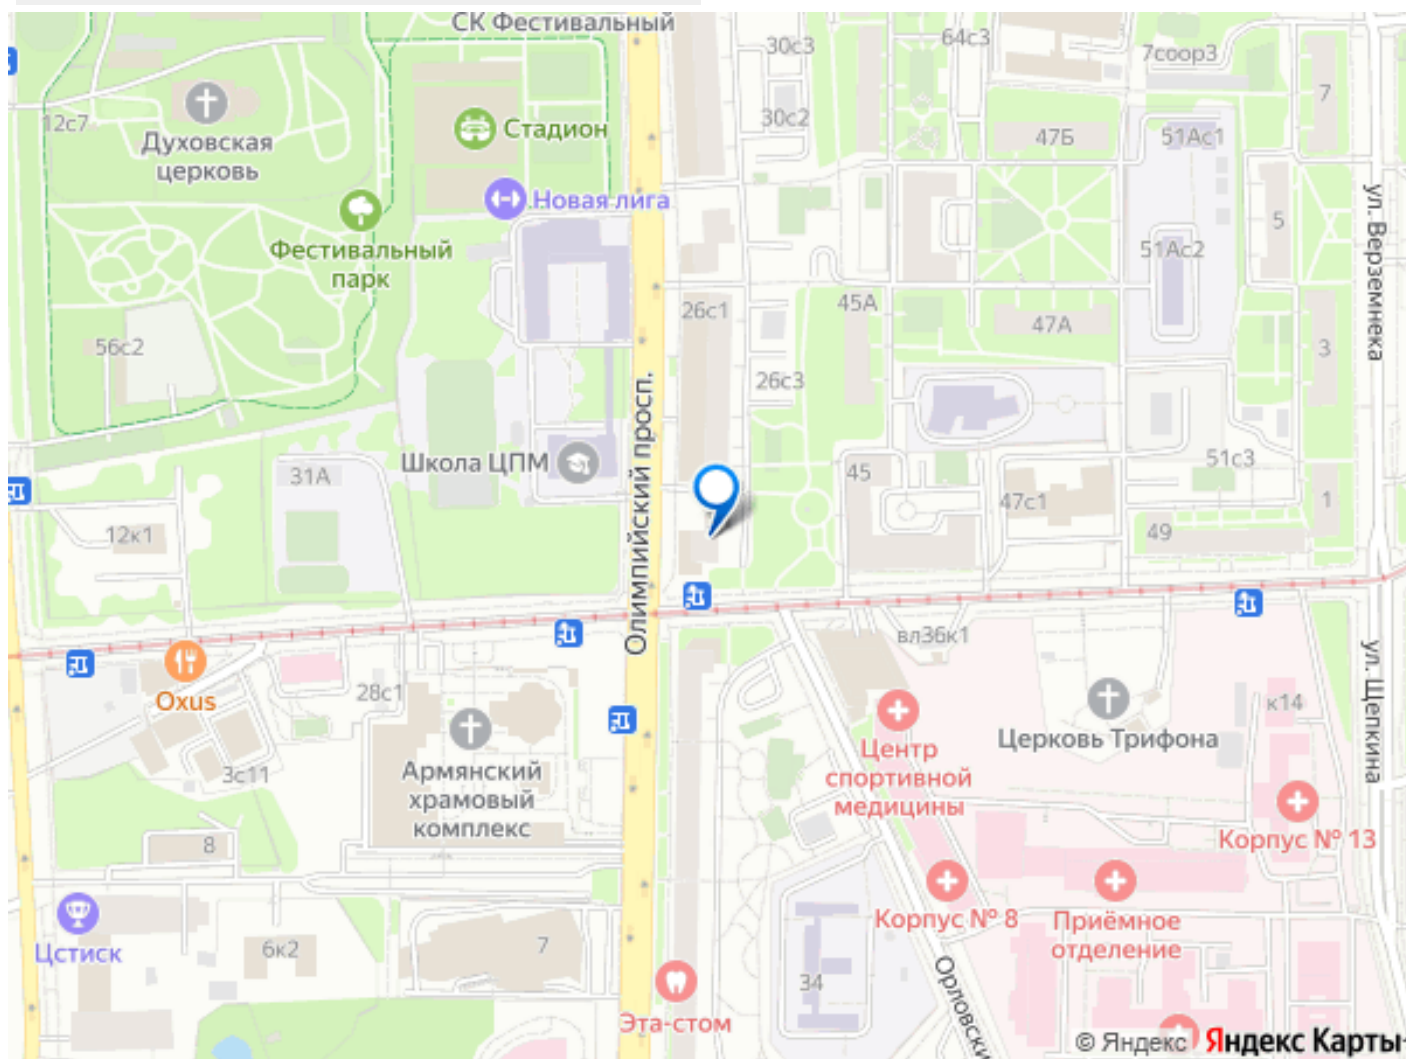 СК Фестивальный
30с3
64с3
7соор3
7
12с7
Духовская
церковь
Стадион
30с2
47Б
51Ас1
Новая лига
ул. Верземнека
5
Фестивальный
парк
51Ас2
26с1
45А
47А
56с2
3
26с3
Олимпийский просп.
Школа ЦПМ
31А
45
47с1
51с3
1
12к1
49
вл36к1
Oxus
28с1
к14
ул. Щепкина
Церковь Трифона
Центр
спортивной
медицины
3с11
Армянский
храмовый
комплекс
8
Корпус № 13
Корпус № 8
Приёмное
отделение
Цстиск
6к2
7
34
Орловски
Эта-стом
© Яндекс Яндекс Карты